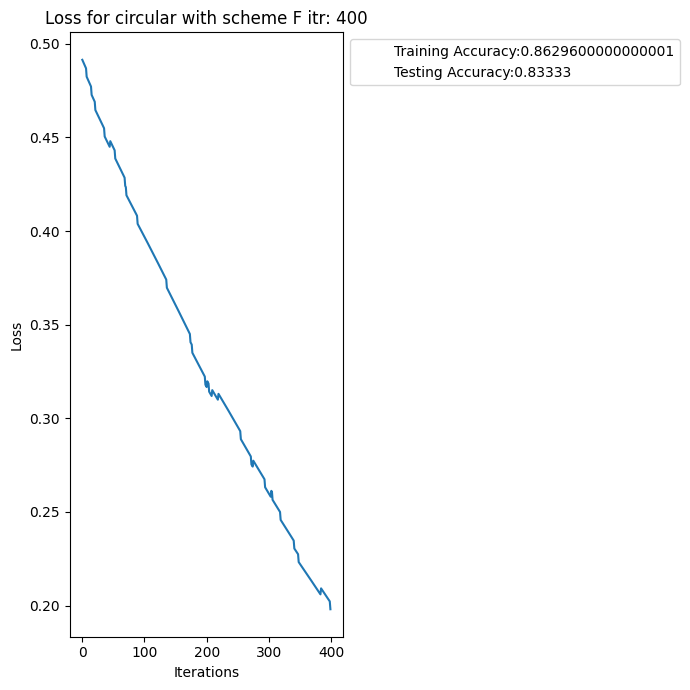 Loss for circular with scheme F itr: 400
Training Accuracy:0.8629600000000001
Testing Accuracy:0.83333
0.50
0.45
0.40
0.35
0.30
0.25
0.20
Loss
0 100 200 300 400
Iterations